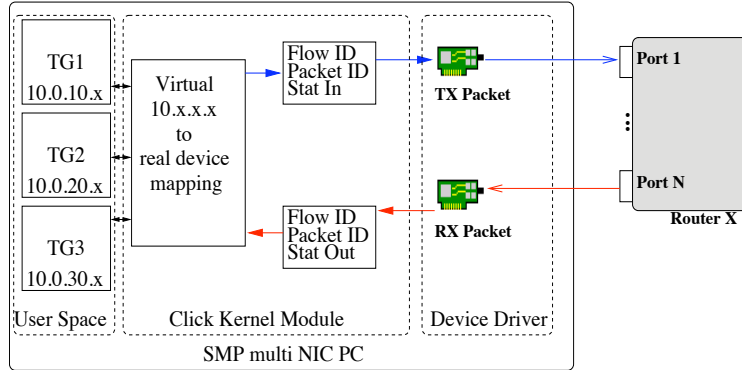 TG1
10.0.10.x
TG2
10.0.20.x
TG3
10.0.30.x
User Space
Virtual
10.x.x.x
to
real device
mapping
Flow ID
Packet ID
Stat In
Flow ID
Packet ID
Stat Out
Click Kernel Module
TX Packet
RX Packet
Device Driver
SMP multi NIC PC
Port 1
Port N
Router X